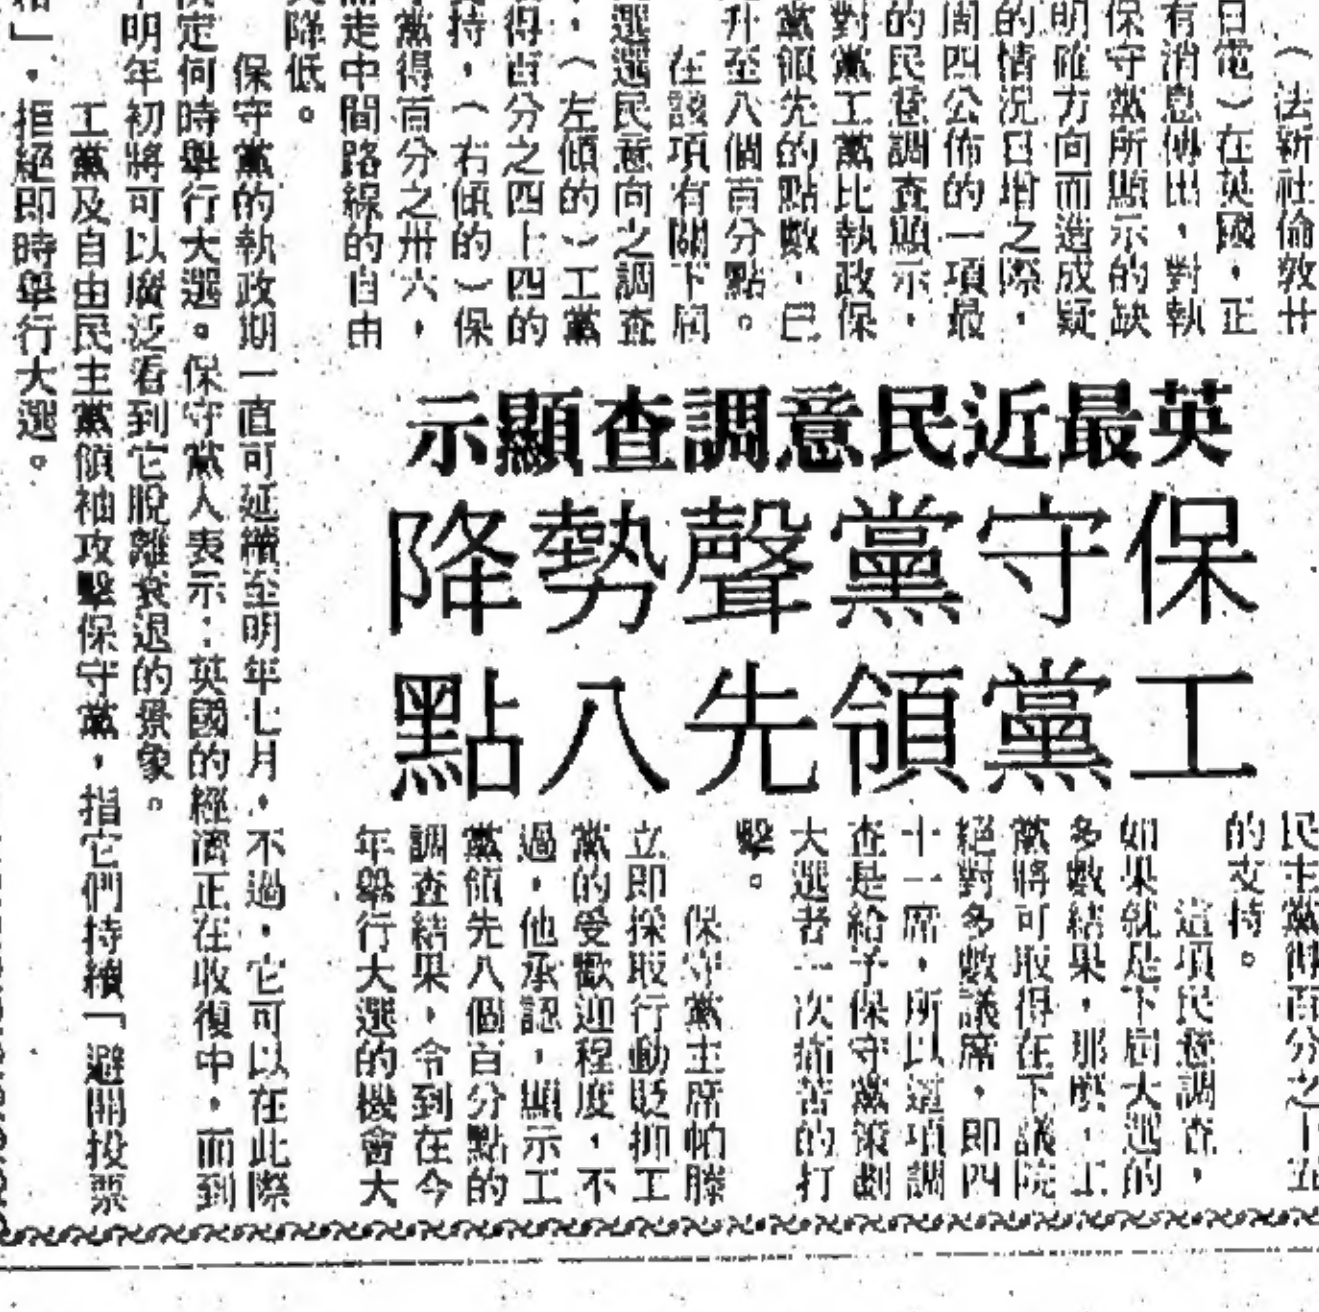 英最近民意調查顯示
保守黨聲勢降
工黨領先八點
（法新社倫敦廿
日電）在英國，正
有消息傳出，對執
保守黨所顯示的缺
明確方向而造成疑
的情況日增之際，
周四公佈的一項最
的民意調查顯示，
對黨工黨比執政保
黨領先的點數，已
升至八個百分點。
在該項有關下屆
選選民意向之調查
，（左傾的）工黨
得百分之四十四的
持，（右傾的）保
黨得百分之卅六，
走中間路線的自由
民主黨得百分之十五
的支持。
這項民意調查，
如果就是下屆大選的
多數結果，那麼，工
黨將可取得在下議院
絕對多數議席，即四
十一席，所以這項調
查是給予保守黨策劃
大選者一次痛苦的打
擊。
保守黨主席帕滕
立即採取行動貶抑工
黨的受歡迎程度，不
過，他承認，顯示工
黨領先八個百分點的
調查結果，令到在今
年舉行大選的機會大
降低。
保守黨的執政期一直可延續至明年七月，不過，它可以在此際
定何時舉行大選。保守黨人表示：英國的經濟正在收復中，而到
明年初將可以廣泛看到它脫離衰退的景象。
工黨及自由民主黨領袖攻擊保守黨，指它們持續「避開投票
」，拒絕即時舉行大選。